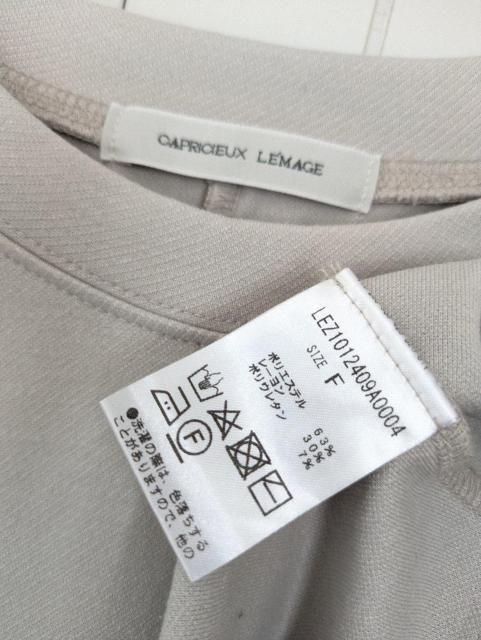 CAPRICIEUX LE'MAGE
LEZ1012409A0004
SIZE F
ポリエステル 63%
レーヨン 30%
ポリウレタン 7%
F
●洗濯の際は、色落ちする
ことがありますので、他の